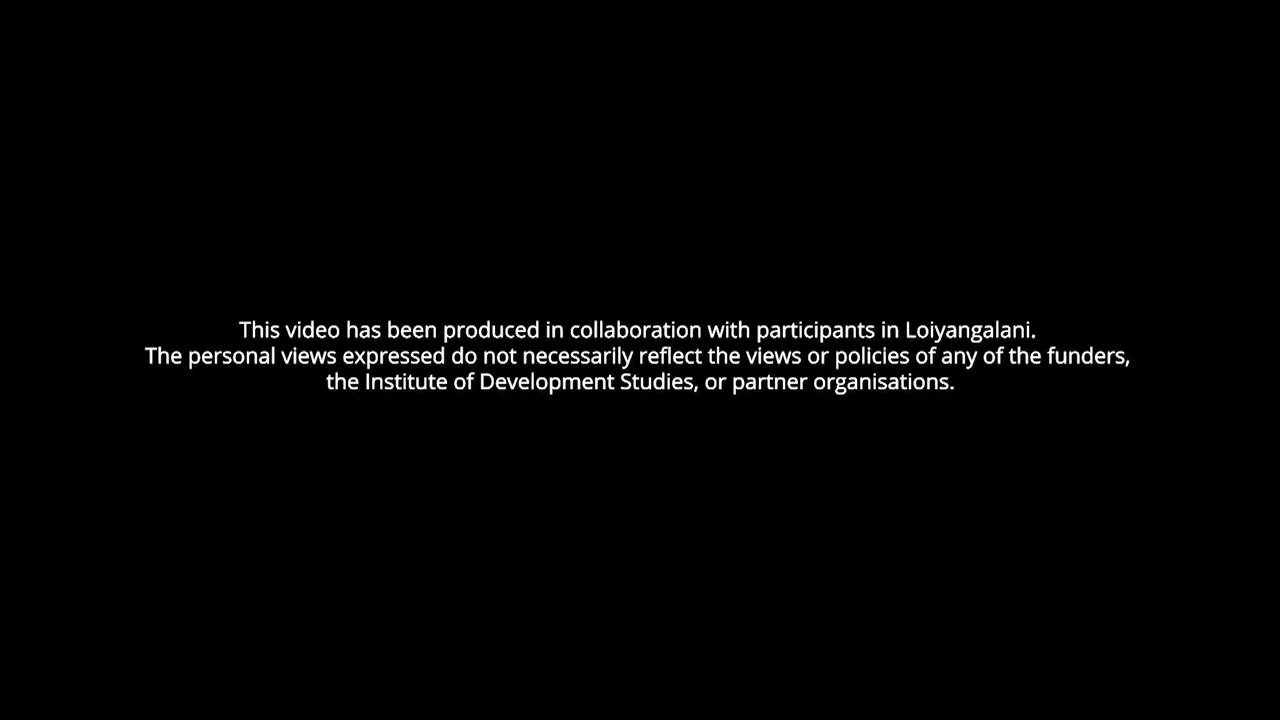 This video has been produced in collaboration with participants in Loiyangalani.
The personal views expressed do not necessarily reflect the views or policies of any of the funders,
the Institute of Development Studies, or partner organisations.